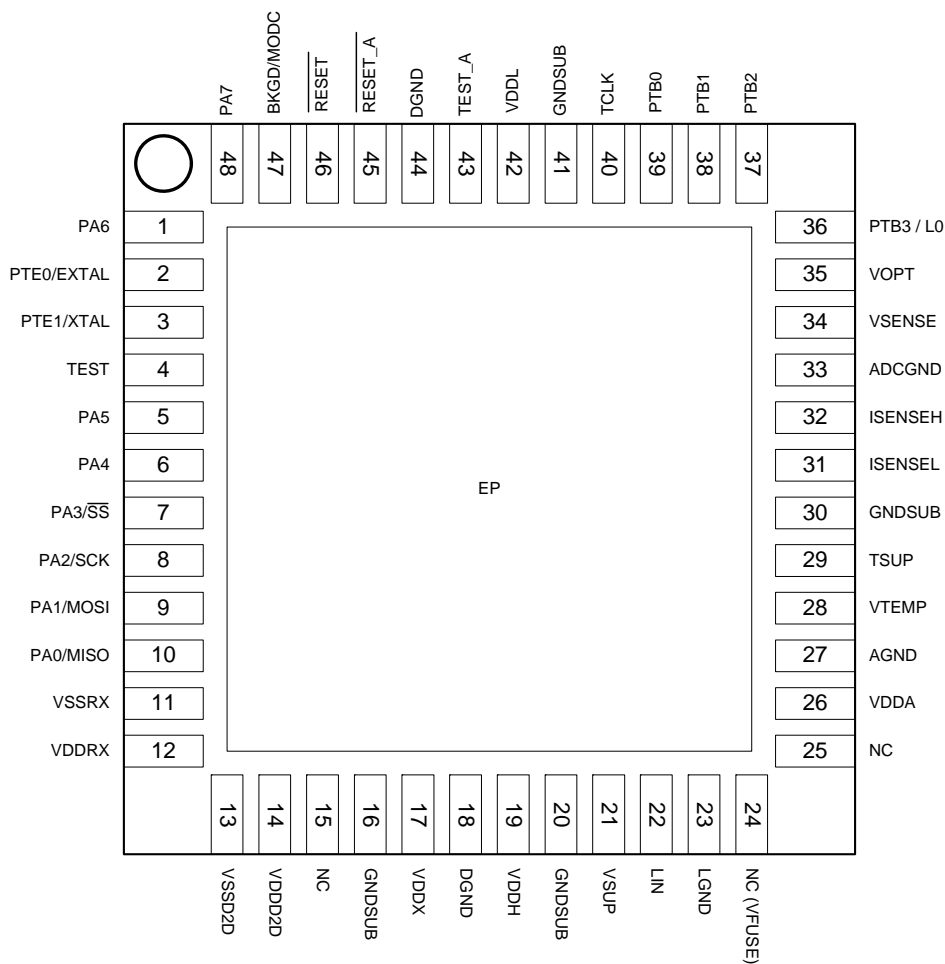 PA7
BKGD/MODC
RESET
RESET_A
DGND
TEST_A
VDDL
GNDSUB
TCLK
PTB0
PTB1
PTB2
48
47
46
45
44
43
42
41
40
39
38
37
PA6 1
PTE0/EXTAL 2
PTE1/XTAL 3
TEST 4
PA5 5
PA4 6
PA3/SS 7
PA2/SCK 8
PA1/MOSI 9
PA0/MISO 10
VSSRX 11
VDDRX 12
EP
36 PTB3 / L0
35 VOPT
34 VSENSE
33 ADCGND
32 ISENSEH
31 ISENSEL
30 GNDSUB
29 TSUP
28 VTEMP
27 AGND
26 VDDA
25 NC
13
14
15
16
17
18
19
20
21
22
23
24
VSSD2D
VDDD2D
NC
GNDSUB
VDDX
DGND
VDDH
GNDSUB
VSUP
LIN
LGND
NC (VFUSE)